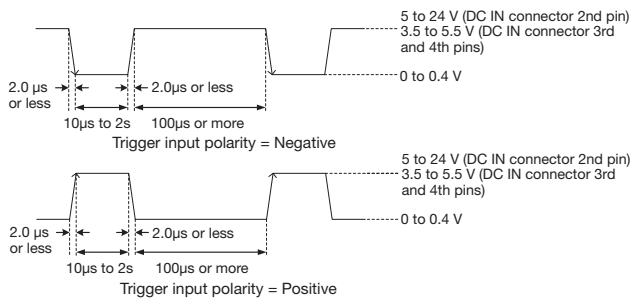 5 to 24 V (DC IN connector 2nd pin)
3.5 to 5.5 V (DC IN connector 3rd
and 4th pins)
0 to 0.4 V
2.0 µs
or less
2.0µs or less
10µs to 2s
100µs or more
Trigger input polarity = Negative
5 to 24 V (DC IN connector 2nd pin)
3.5 to 5.5 V (DC IN connector 3rd
and 4th pins)
0 to 0.4 V
2.0 µs
or less
2.0µs or less
10µs to 2s
100µs or more
Trigger input polarity = Positive